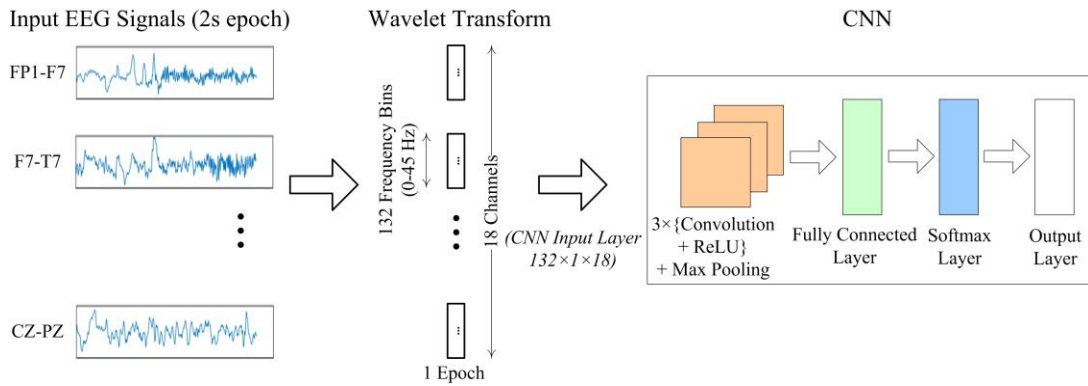 Input EEG Signals (2s epoch)
FP1-F7
F7-T7
CZ-PZ
Wavelet Transform
132 Frequency Bins
(0-45 Hz)
18 Channels
1 Epoch
(CNN Input Layer
132×1×18)
CNN
3×{Convolution
+ ReLU}
+ Max Pooling
Fully Connected
Layer
Softmax
Layer
Output
Layer